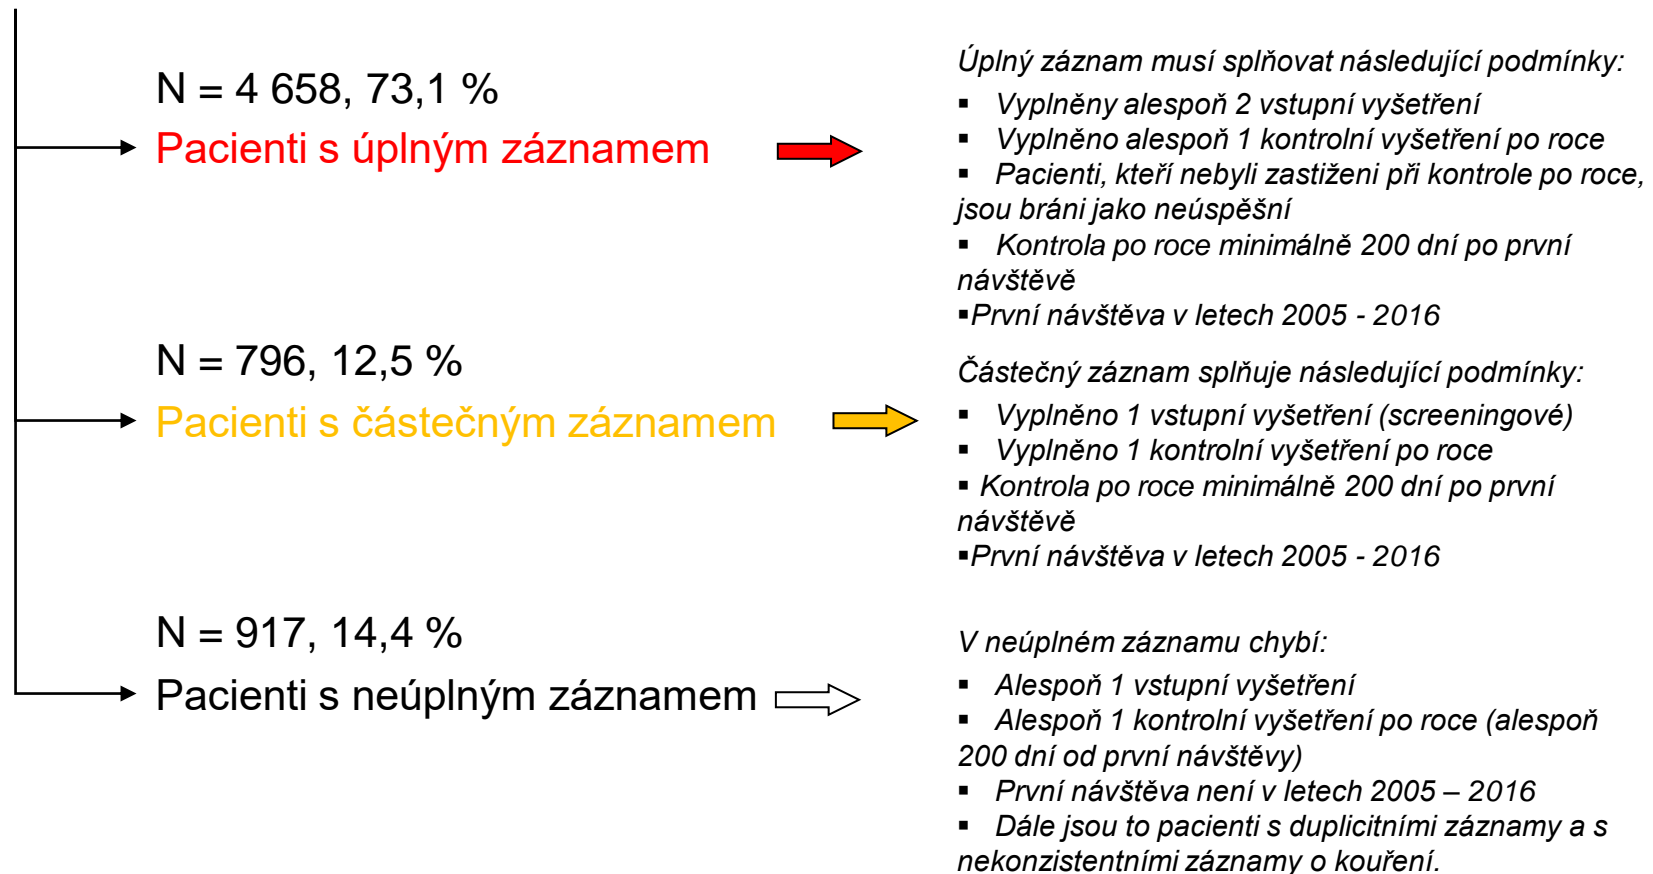 N = 4 658, 73,1 %
Pacienti s úplným záznamem
Úplný záznam musí splňovat následující podmínky:
▪ Vyplněny alespoň 2 vstupní vyšetření
▪ Vyplněno alespoň 1 kontrolní vyšetření po roce
▪ Pacienti, kteří nebyli zastiženi při kontrole po roce,
jsou bráni jako neúspěšní
▪ Kontrola po roce minimálně 200 dní po první
návštěvě
▪První návštěva v letech 2005 - 2016
N = 796, 12,5 %
Pacienti s částečným záznamem
Částečný záznam splňuje následující podmínky:
▪ Vyplněno 1 vstupní vyšetření (screeningové)
▪ Vyplněno 1 kontrolní vyšetření po roce
▪ Kontrola po roce minimálně 200 dní po první
návštěvě
▪První návštěva v letech 2005 - 2016
N = 917, 14,4 %
Pacienti s neúplným záznamem
V neúplném záznamu chybí:
▪ Alespoň 1 vstupní vyšetření
▪ Alespoň 1 kontrolní vyšetření po roce (alespoň
200 dní od první návštěvy)
▪ První návštěva není v letech 2005 – 2016
▪ Dále jsou to pacienti s duplicitními záznamy a s
nekonzistentními záznamy o kouření.